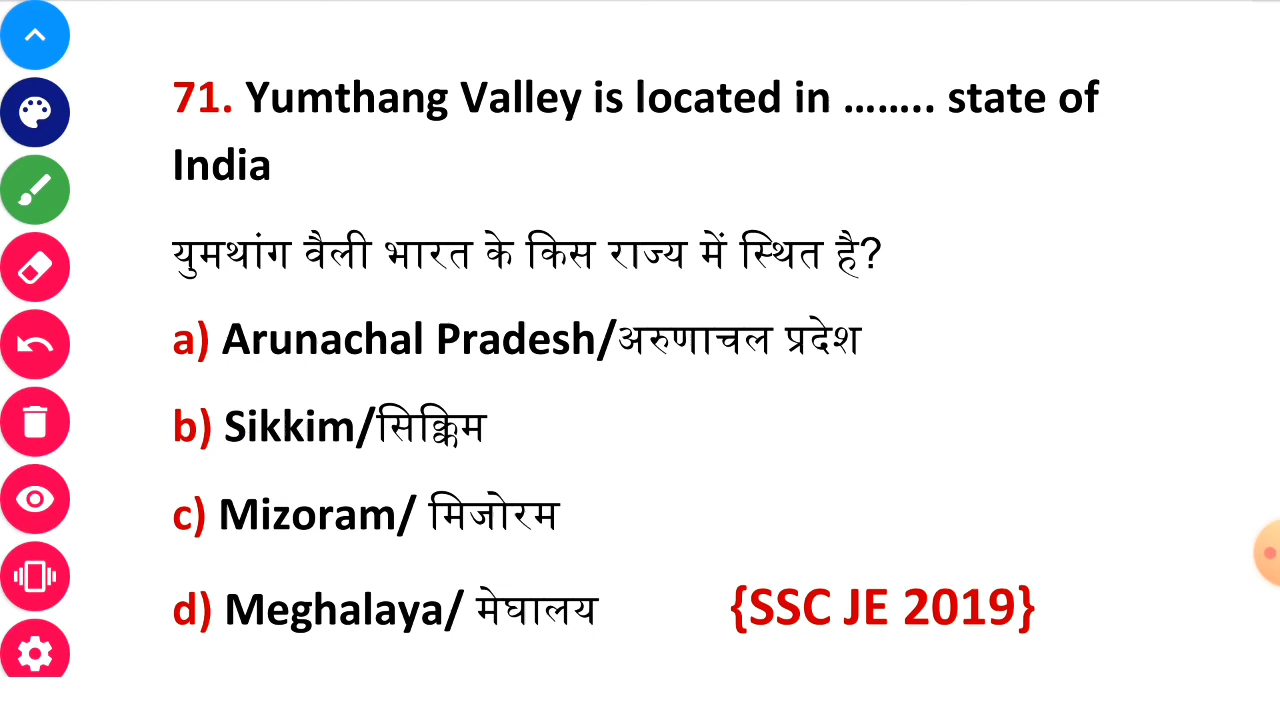 71. Yumthang Valley is located in ........ state of
India
युमथांग वैली भारत के किस राज्य में स्थित है?
a) Arunachal Pradesh/अरुणाचल प्रदेश
b) Sikkim/सिक्किम
c) Mizoram/ मिजोरम
d) Meghalaya/ मेघालय {SSC JE 2019}